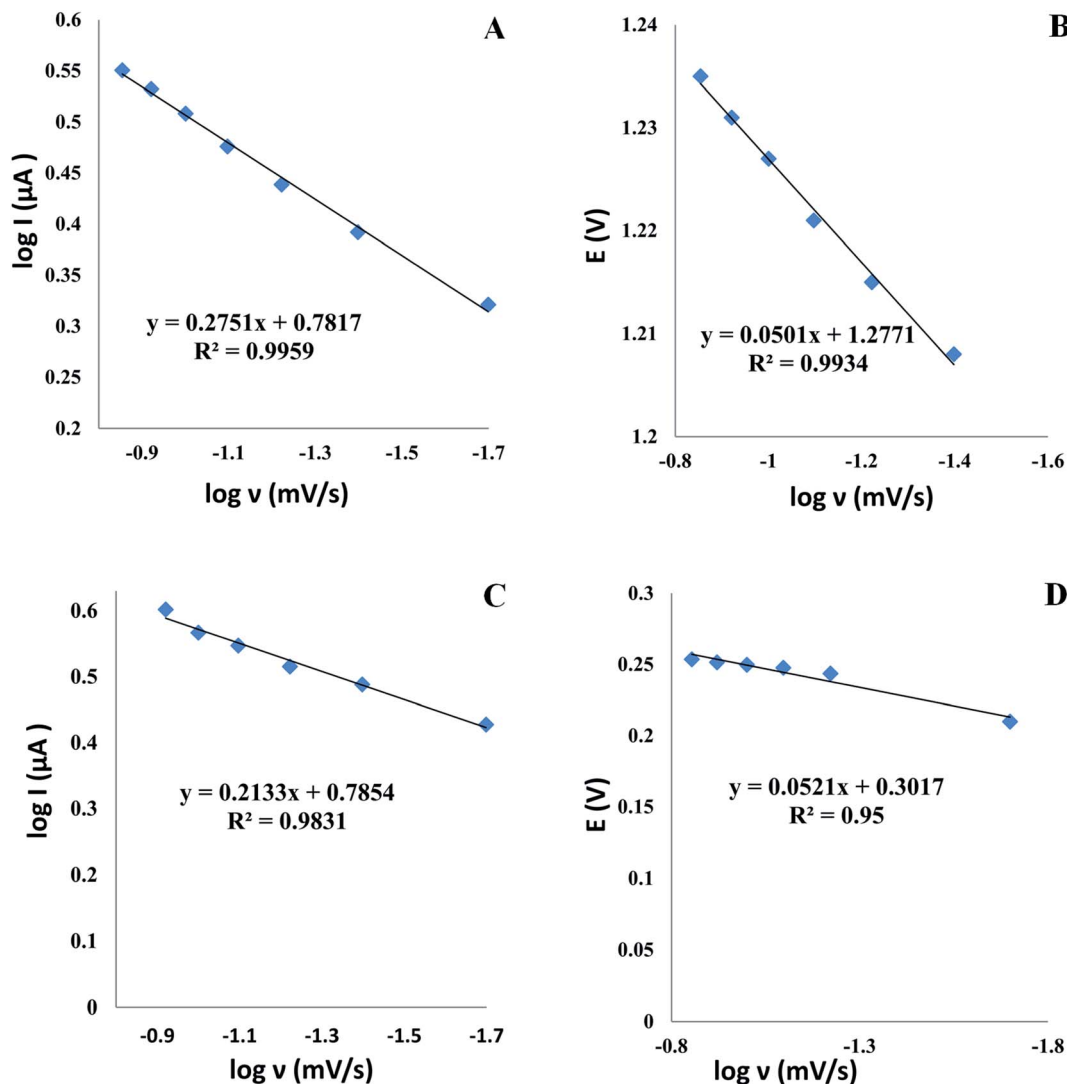 A
log I (µA )
0.6
0.55
0.5
0.45
0.4
0.35
0.3
0.25
0.2
y = 0.2751x + 0.7817
R² = 0.9959
-0.9 -1.1 -1.3 -1.5 -1.7
log ν (mV/s)
B
E (V)
1.24
1.23
1.22
1.21
1.2
y = 0.0501x + 1.2771
R² = 0.9934
-0.8 -1 -1.2 -1.4 -1.6
log ν (mV/s)
C
log I (µA )
0.6
0.5
0.4
0.3
0.2
0.1
0
y = 0.2133x + 0.7854
R² = 0.9831
-0.9 -1.1 -1.3 -1.5 -1.7
log ν (mV/s)
D
E (V)
0.3
0.25
0.2
0.15
0.1
0.05
0
y = 0.0521x + 0.3017
R² = 0.95
-0.8 -1.3 -1.8
log ν (mV/s)